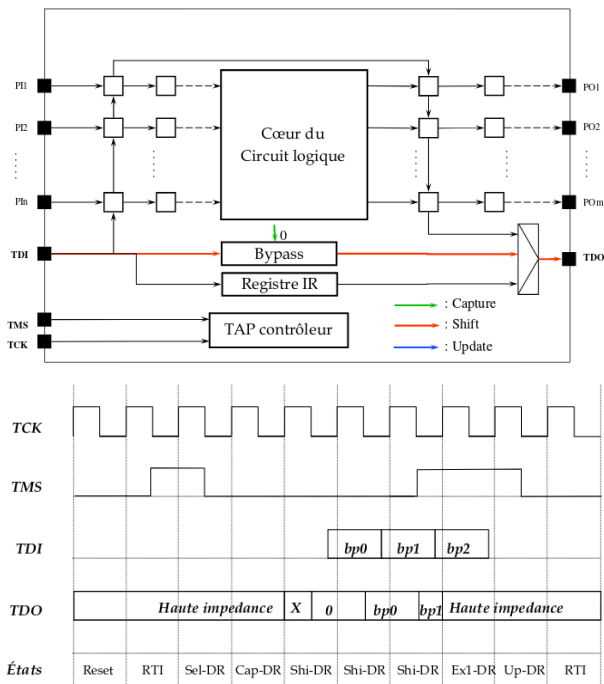 PI1
PO1
PI2
Cœur du
PO2
Circuit logique
PIn
POm
0
TDI
Bypass
TDO
Registre IR
: Capture
TMS
TAP contrôleur
: Shift
TCK
: Update
TCK
TMS
TDI bp0 bp1 bp2
TDO Haute impedance X 0 bp0 bp1 Haute impedance
États Reset RTI Sel-DR Cap-DR Shi-DR Shi-DR Shi-DR Ex1-DR Up-DR RTI